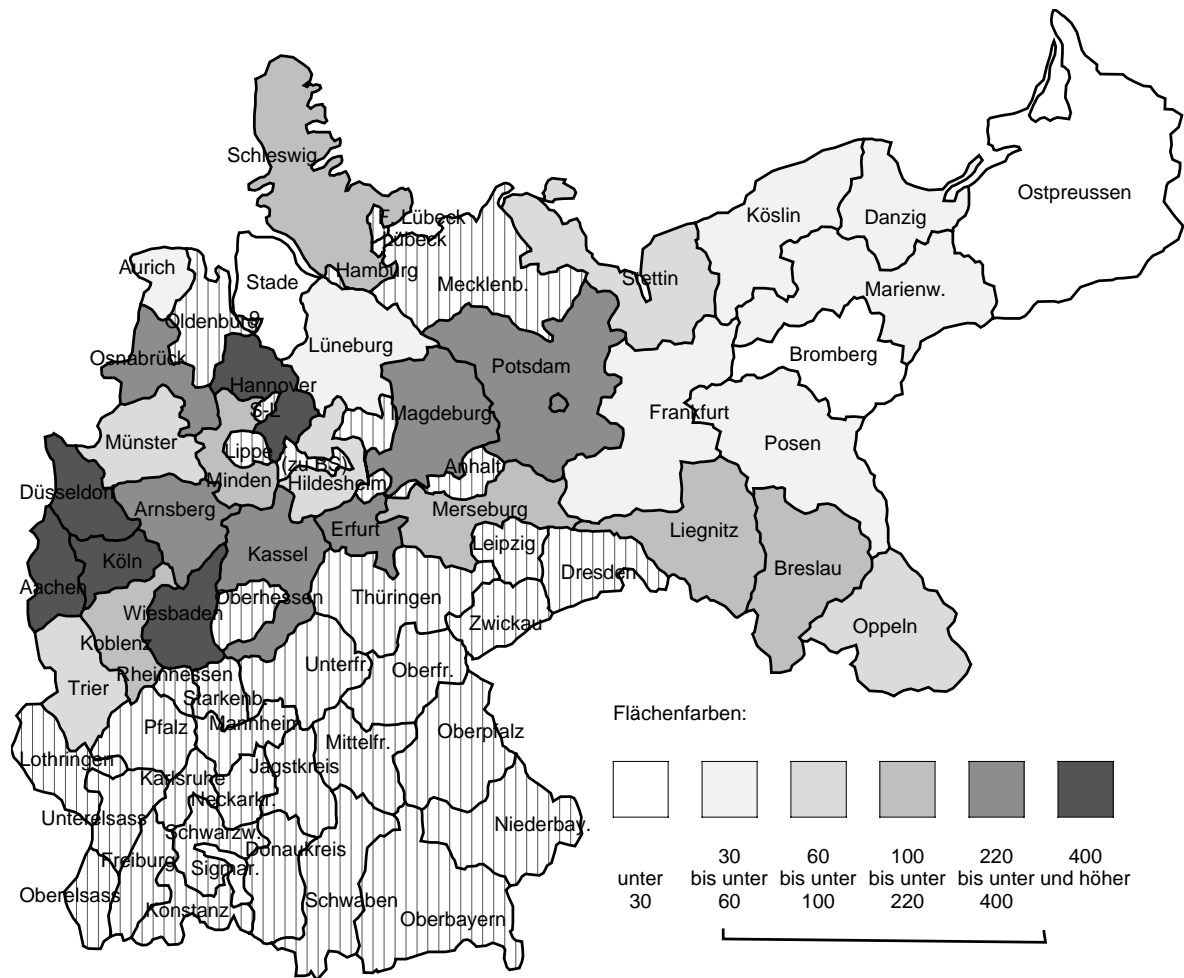 Schleswig
Ostpreussen
Köslin
Danzig
F. Lübeck
Lübeck
Aurich
Hamburg
Stade
Mecklenb.
Stettin
Marienw.
Oldenburg
g
Osnabrück
Lüneburg
Bromberg
Hannover
Potsdam
S-L
Magdeburg
Frankfurt
Münster
Posen
Lippe
(zu BS)
Anhalt
Minden
Hildesheim
Düsseldorf
Arnsberg
Merseburg
Erfurt
Liegnitz
Leipzig
Köln
Kassel
Dresden
Breslau
Aachen
Oberhessen
Thüringen
Wiesbaden
Zwickau
Oppeln
Koblenz
Unterfr.
Oberfr.
Rheinhessen
Trier
Starkenb.
Flächenfarben:
Pfalz
Mannheim
Oberpfalz
Mittelfr.
Lothringen
Jagstkreis
Karlsruhe
Neckarkr.
Unterelsass
Niederbay.
Schwarzw.
Donaukreis
Freiburg
Sigmar.
Oberelsass
Schwaben
Konstanz
Oberbayern
30 60 100 220 400
unter bis unter bis unter bis unter bis unter und höher
30 60 100 220 400